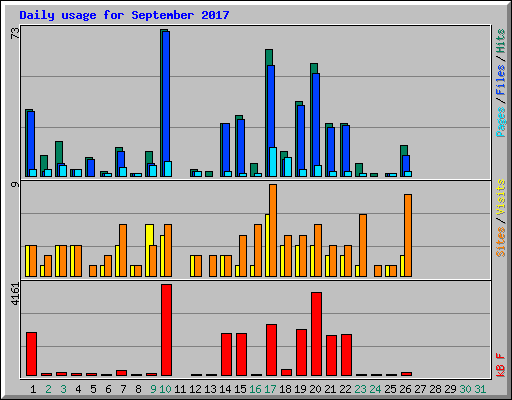 Daily usage for September 2017
73
Pages/Files/Hits
9
Sites/Visits
4161
kB F
1 2 3 4 5 6 7 8 9 10 11 12 13 14 15 16 17 18 19 20 21 22 23 24 25 26 27 28 29 30 31